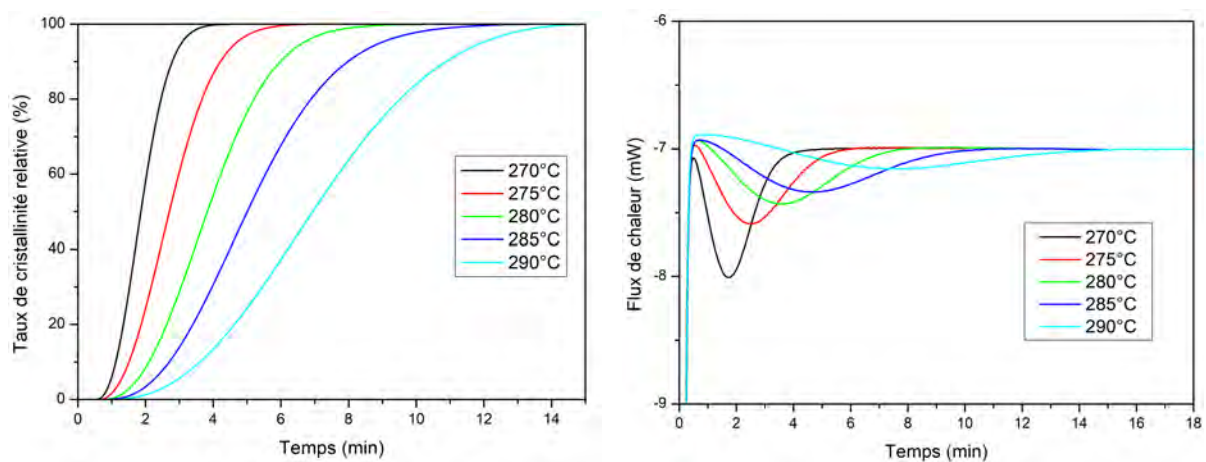 Taux de cristallinité relative (%)
100
80
60
40
20
0
270°C
275°C
280°C
285°C
290°C
0 2 4 6 8 10 12 14
Temps (min)
Flux de chaleur (mW)
-6
-7
-8
-9
270°C
275°C
280°C
285°C
290°C
0 2 4 6 8 10 12 14 16 18
Temps (min)